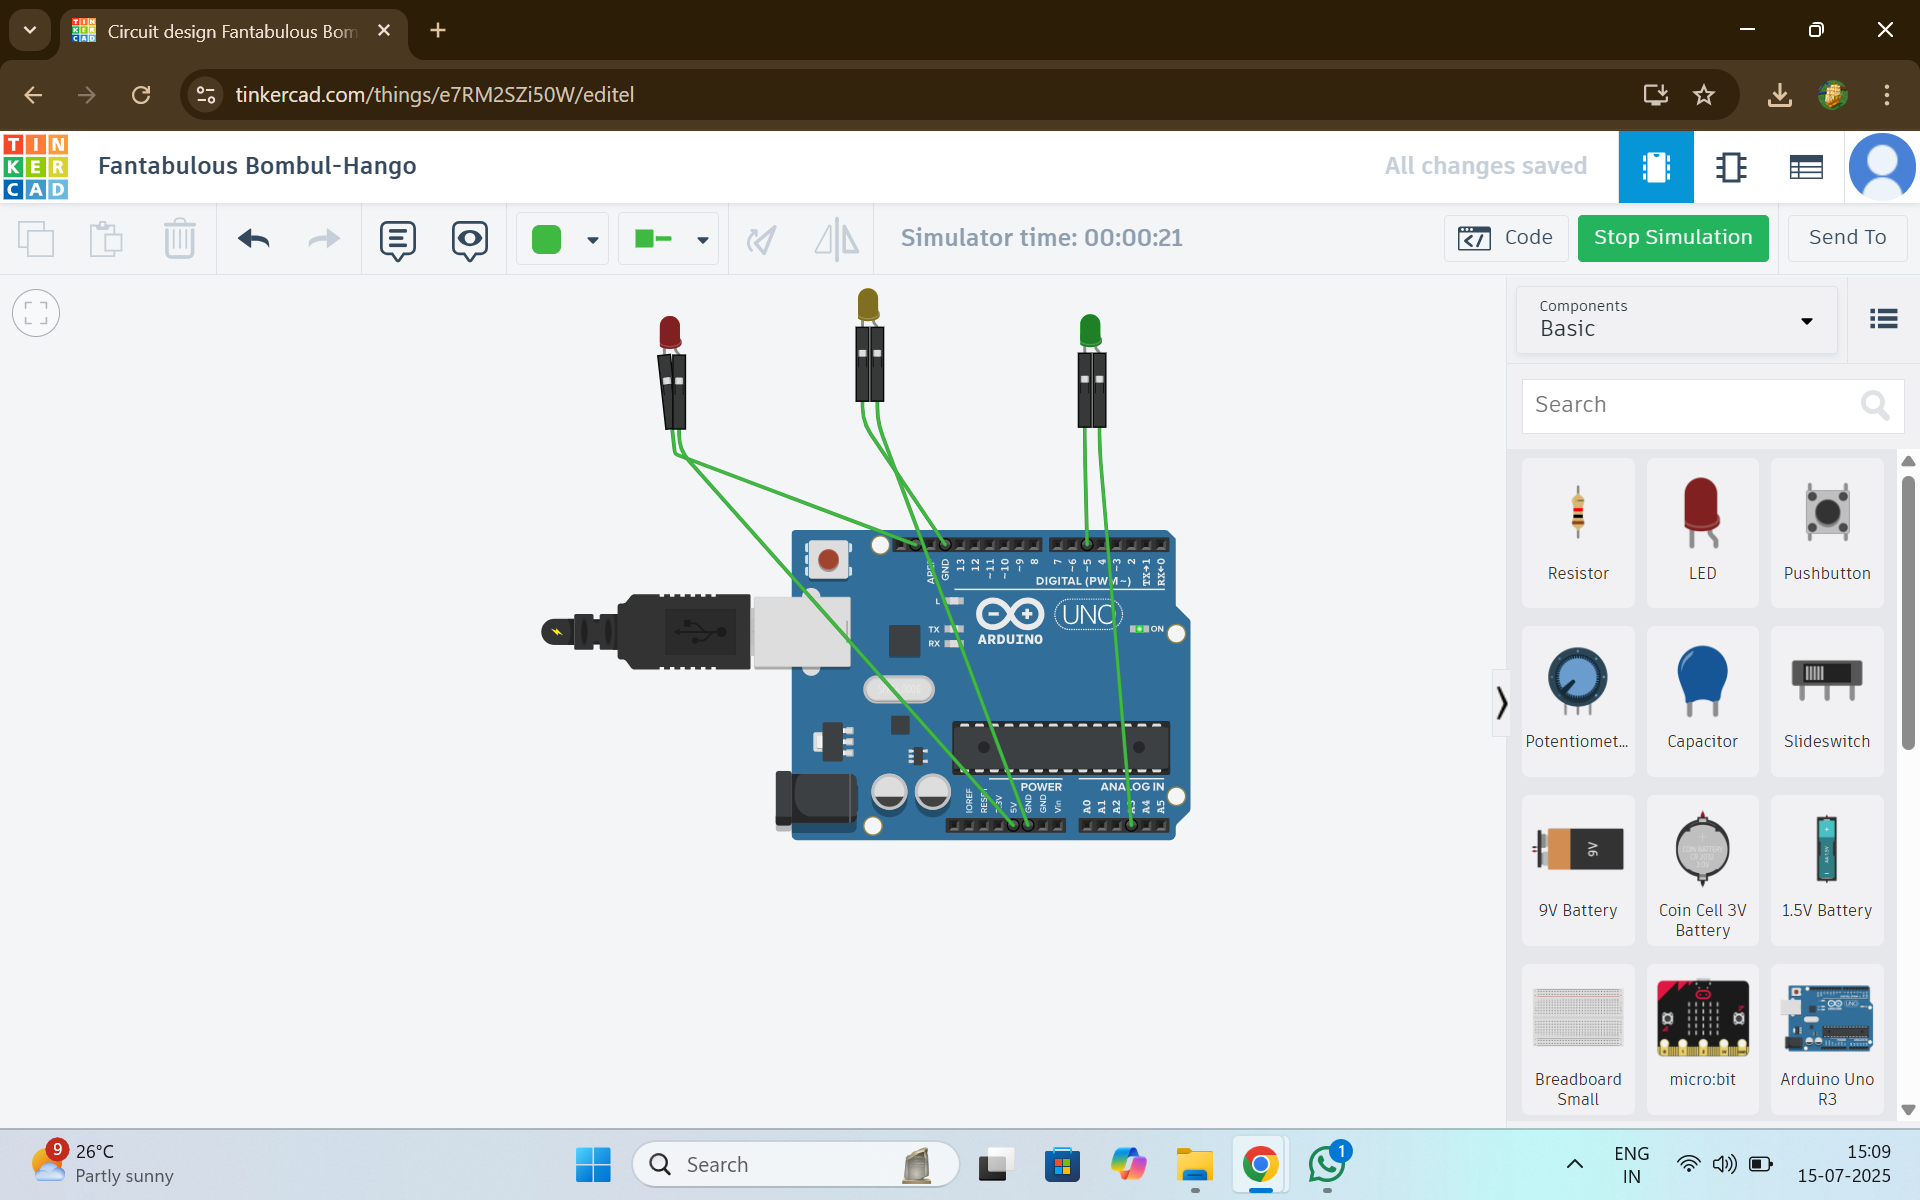 Circuit design Fantabulous Bom
tinkercad.com/things/e7RM2SZi50W/editel
TIN
KER
CAD
Fantabulous Bombul-Hango
All changes saved
Simulator time: 00:00:21
Code
Stop Simulation
Send To
Components
Basic
Search
Resistor
LED
Pushbutton
Potentiomet...
Capacitor
Slideswitch
9V
9V Battery
Coin Cell 3V
Battery
1.5V Battery
Breadboard
Small
micro:bit
Arduino Uno
R3
GND
13
12
~11
~10
~9
8
7
~6
~5
4
~3
2
TX→1
RX←0
DIGITAL (PWM~)
L
TX
RX
UNO
ARDUINO
ON
POWER
ANALOG IN
IOREF
5V
GND
GND
Vin
A0
A1
A2
A4
A5
9
26°C
Partly sunny
Search
1
ENG
IN
15:09
15-07-2025